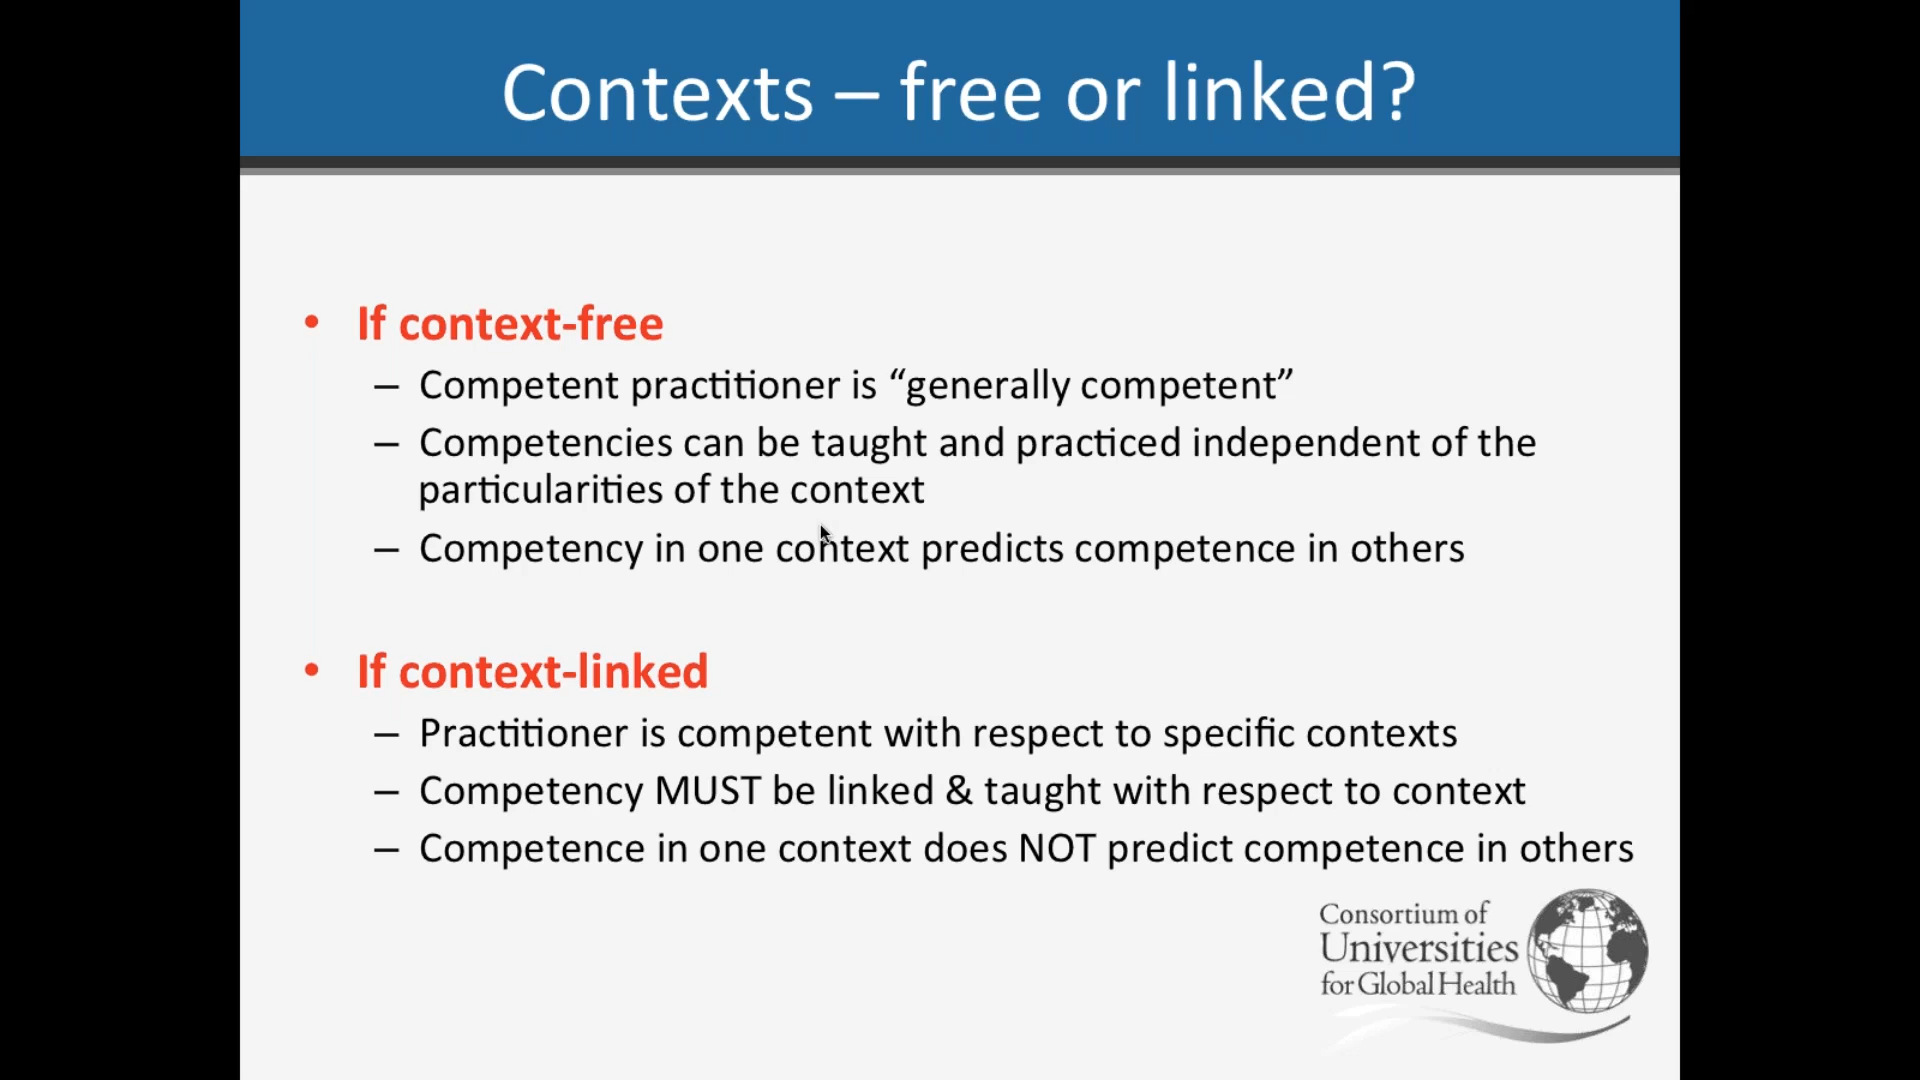 Contexts – free or linked?
• If context-free
– Competent practitioner is “generally competent”
– Competencies can be taught and practiced independent of the
particularities of the context
– Competency in one context predicts competence in others
• If context-linked
– Practitioner is competent with respect to specific contexts
– Competency MUST be linked & taught with respect to context
– Competence in one context does NOT predict competence in others
Consortium of
Universities
for Global Health